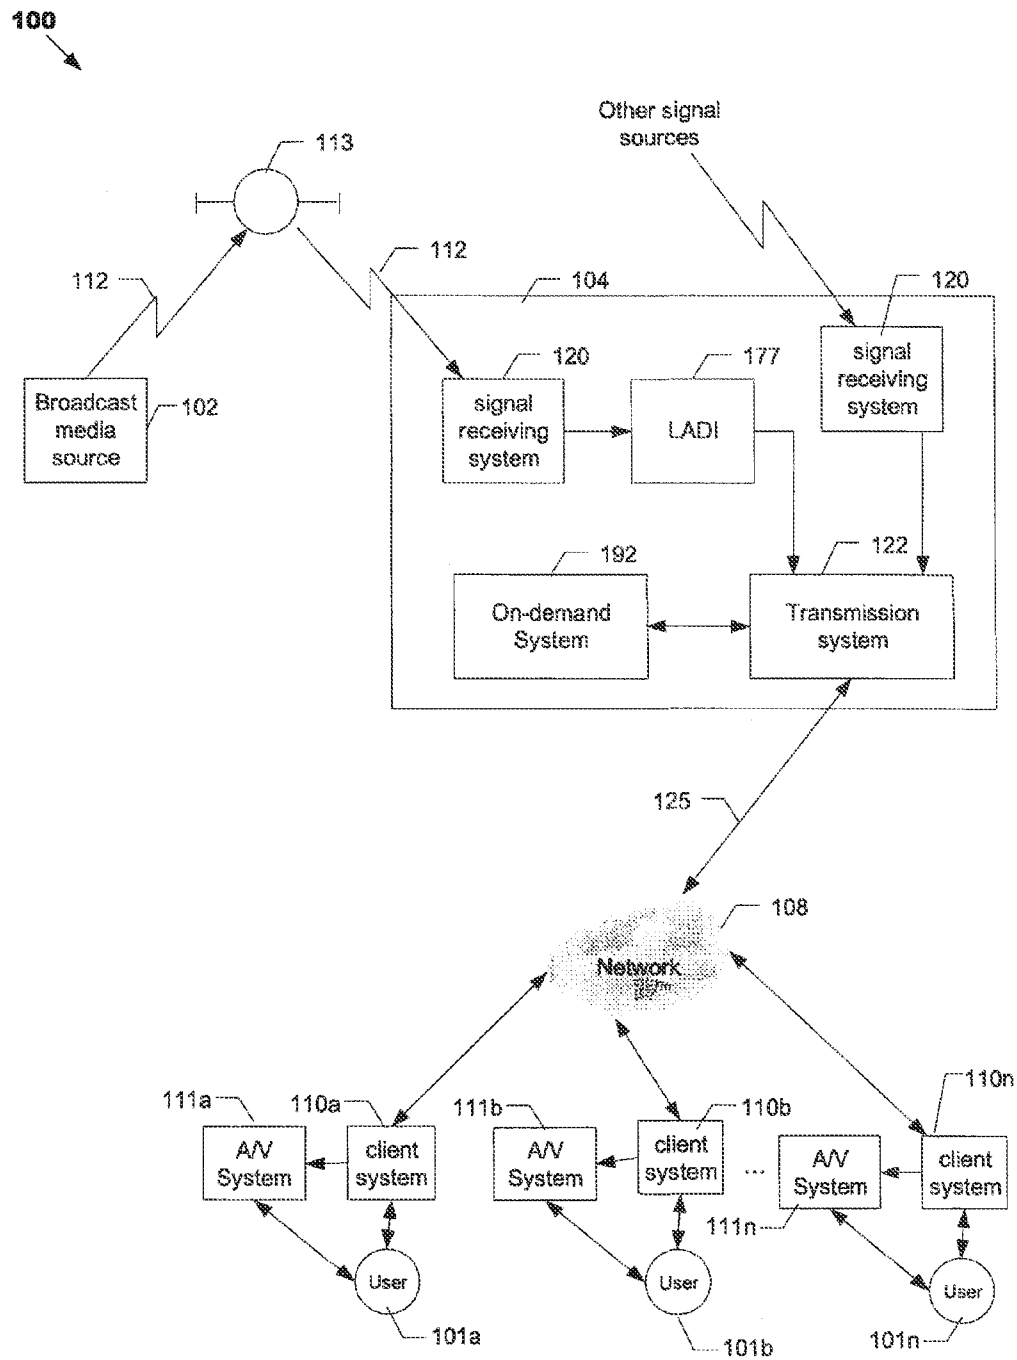 100
Other signal
sources
113
112
112
104
120
Broadcast
media
source
102
120
177
signal
receiving
system
signal
receiving
system
LADI
192
122
On-demand
System
Transmission
system
125
108
Network
110n
111a
110a
111b
110b
A/V
System
client
system
A/V
System
client
system
...
A/V
System
client
system
111n
User
User
User
101a
101b
101n